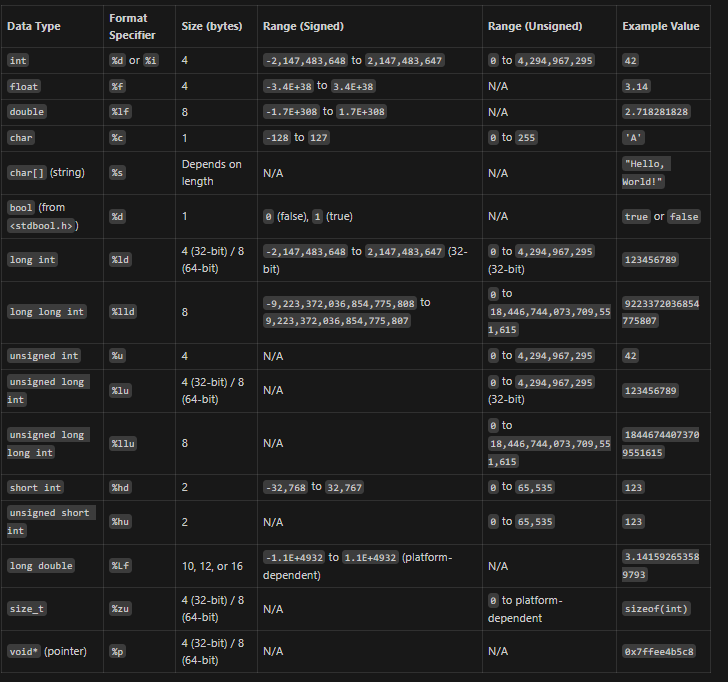 Data Type Format Specifier Size (bytes) Range (Signed) Range (Unsigned) Example Value
int %d or %i 4 -2,147,483,648 to 2,147,483,647 0 to 4,294,967,295 42
float %f 4 -3.4E+38 to 3.4E+38 N/A 3.14
double %lf 8 -1.7E+308 to 1.7E+308 N/A 2.718281828
char %c 1 -128 to 127 0 to 255 'A'
char[] (string) %s Depends on length N/A N/A "Hello, World!"
bool (from <stdbool.h>) %d 1 0 (false), 1 (true) N/A true or false
long int %ld 4 (32-bit) / 8 (64-bit) -2,147,483,648 to 2,147,483,647 (32-bit) 0 to 4,294,967,295 (32-bit) 123456789
long long int %lld 8 -9,223,372,036,854,775,808 to 9,223,372,036,854,775,807 0 to 18,446,744,073,709,551,615 9223372036854775807
unsigned int %u 4 N/A 0 to 4,294,967,295 42
unsigned long int %lu 4 (32-bit) / 8 (64-bit) N/A 0 to 4,294,967,295 (32-bit) 123456789
unsigned long long int %llu 8 N/A 0 to 18,446,744,073,709,551,615 18446744073709551615
short int %hd 2 -32,768 to 32,767 0 to 65,535 123
unsigned short int %hu 2 N/A 0 to 65,535 123
long double %Lf 10, 12, or 16 -1.1E+4932 to 1.1E+4932 (platform-dependent) N/A 3.141592653589793
size_t %zu 4 (32-bit) / 8 (64-bit) N/A 0 to platform-dependent sizeof(int)
void* (pointer) %p 4 (32-bit) / 8 (64-bit) N/A N/A 0x7ffee4b5c8